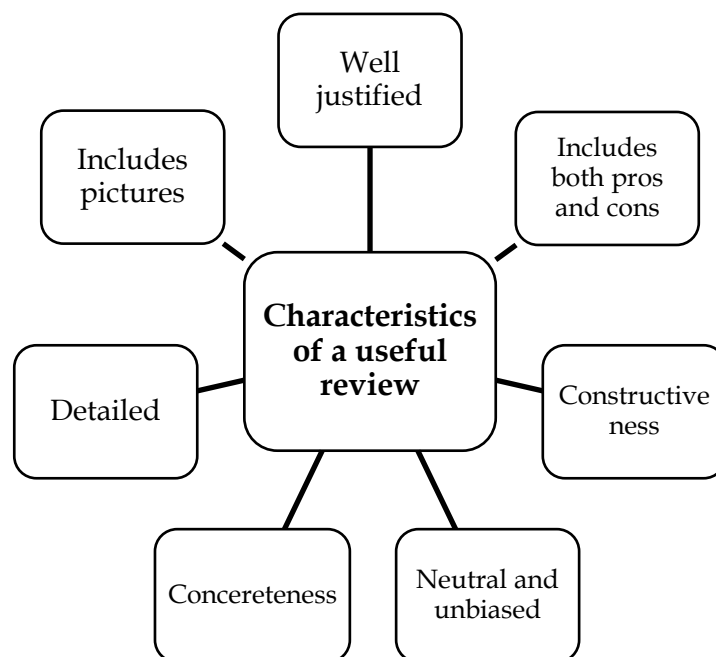 Well
justified
Includes
pictures
Includes
both pros
and cons
Characteristics
of a useful
review
Detailed
Constructive
ness
Concereteness
Neutral and
unbiased